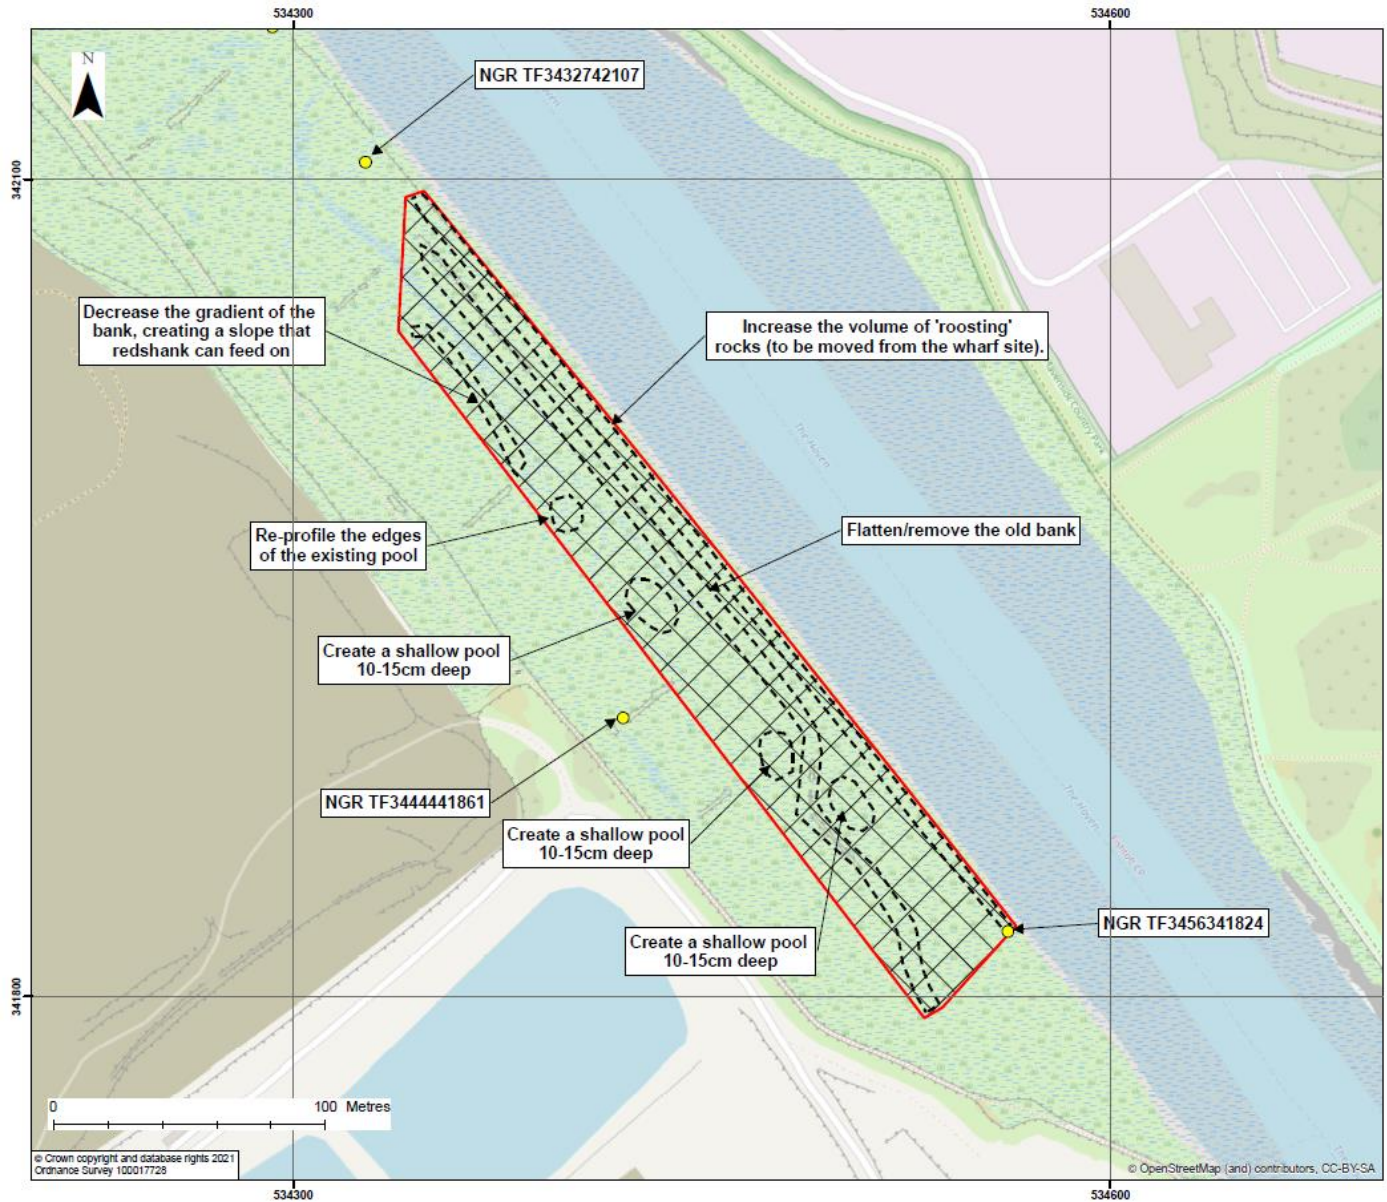 534300
534600
N
NGR TF3432742107
342100
Decrease the gradient of the
bank, creating a slope that
redshank can feed on
Increase the volume of 'roosting'
rocks (to be moved from the wharf site).
Havenside Country Park
The Haven
Re-profile the edges
of the existing pool
Flatten/remove the old bank
Create a shallow pool
10-15cm deep
NGR TF3444441861
The Haven
Create a shallow pool
10-15cm deep
NGR TF3456341824
Create a shallow pool
10-15cm deep
341800
0
100 Metres
© Crown copyright and database rights 2021
Ordnance Survey 100017728
© OpenStreetMap (and) contributors, CC-BY-SA
534300
534600